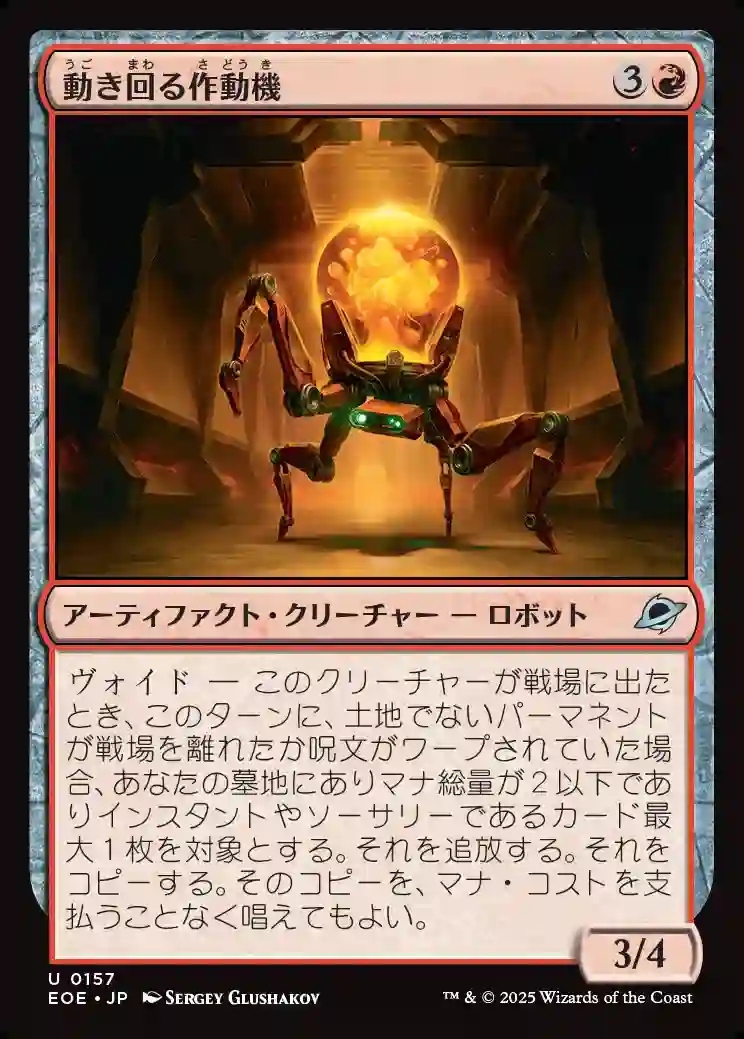 動き回る作動機
うご まわ さどうき
3
アーティファクト・クリーチャー — ロボット
ヴォイド — このクリーチャーが戦場に出た
とき、このターンに、土地でないパーマネント
が戦場を離れたか呪文がワープされていた場
合、あなたの墓地にありマナ総量が2以下であ
りインスタントやソーサリーであるカード最
大1枚を対象とする。それを追放する。それを
コピーする。そのコピーを、マナ・コストを支
払うことなく唱えてもよい。
3/4
U 0157
EOE • JP Sergey Glushakov
™ & © 2025 Wizards of the Coast